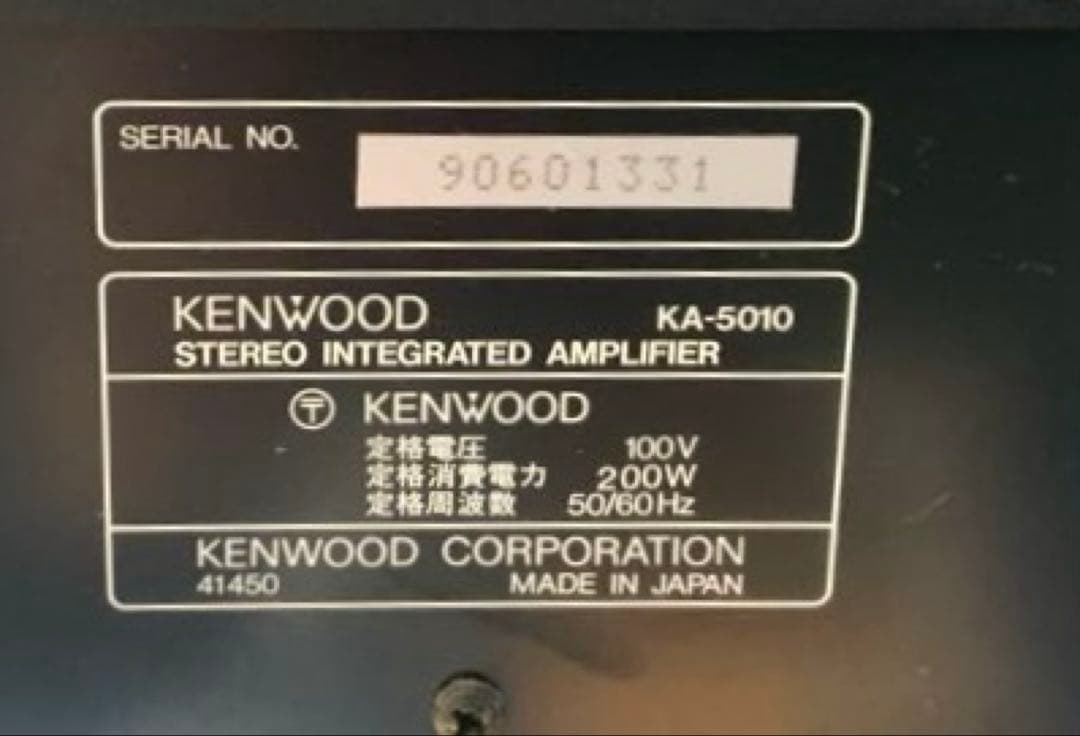 SERIAL NO.
90601331
KENWOOD KA-5010
STEREO INTEGRATED AMPLIFIER
〶 KENWOOD
定格電圧 100V
定格消費電力 200W
定格周波数 50/60Hz
KENWOOD CORPORATION
41450 MADE IN JAPAN